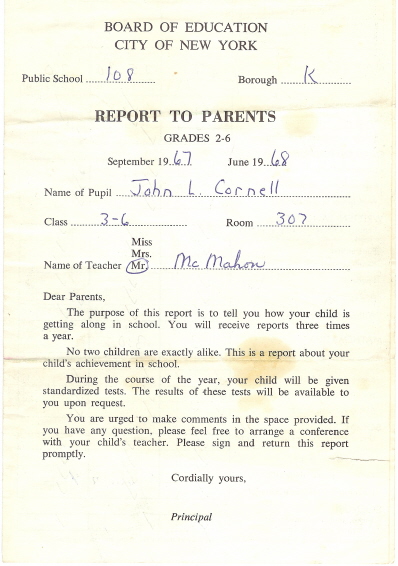 BOARD OF EDUCATION
CITY OF NEW YORK
Public School 108 Borough K
REPORT TO PARENTS
GRADES 2-6
September 1967 June 1968
Name of Pupil John L. Cornell
Class 3-6 Room 307
Miss
Mrs.
Name of Teacher Mr McMahon
Dear Parents,
The purpose of this report is to tell you how your child is
getting along in school. You will receive reports three times
a year.
No two children are exactly alike. This is a report about your
child's achievement in school.
During the course of the year, your child will be given
standardized tests. The results of these tests will be available to
you upon request.
You are urged to make comments in the space provided. If
you have any question, please feel free to arrange a conference
with your child's teacher. Please sign and return this report
promptly.
Cordially yours,
Principal